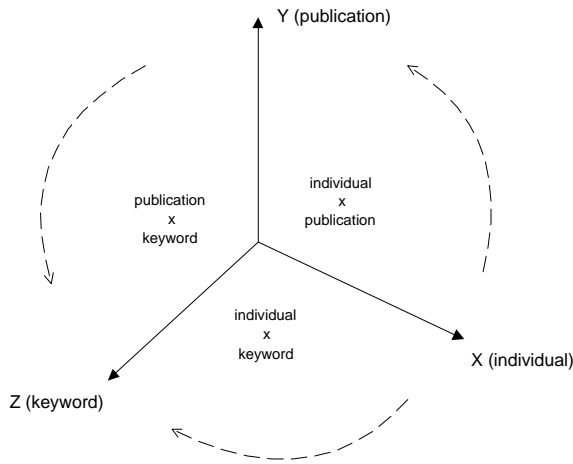 Y (publication)
individual
x
publication
publication
x
keyword
individual
x
keyword
X (individual)
Z (keyword)